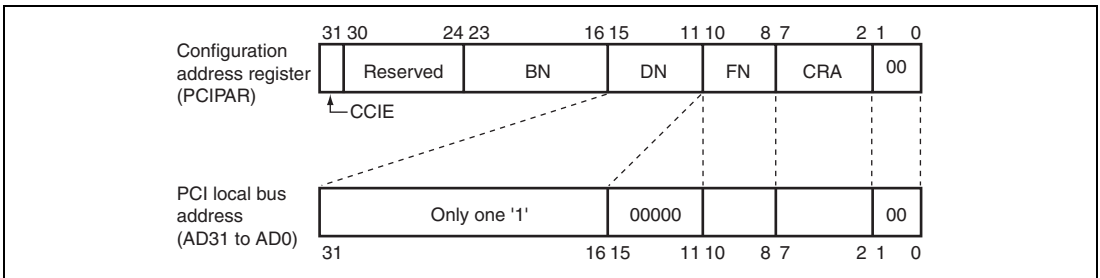 31 30 24 23 16 15 11 10 8 7 2 1 0
Configuration
address register
(PCIPAR)
Reserved BN DN FN CRA 00
CCIE
PCI local bus
address
(AD31 to AD0)
Only one '1' 00000 00
31 16 15 11 10 8 7 2 1 0